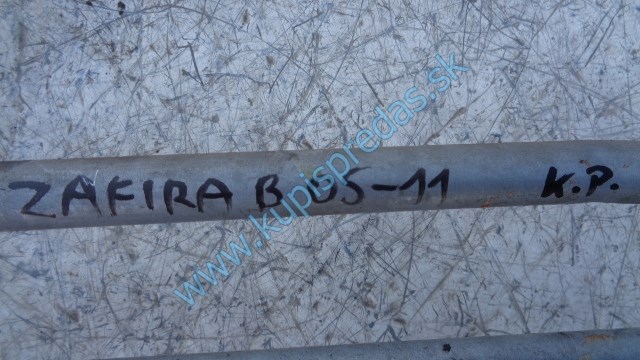 ZAFIRA B 05-11 K.P.
www.kupispredas.sk